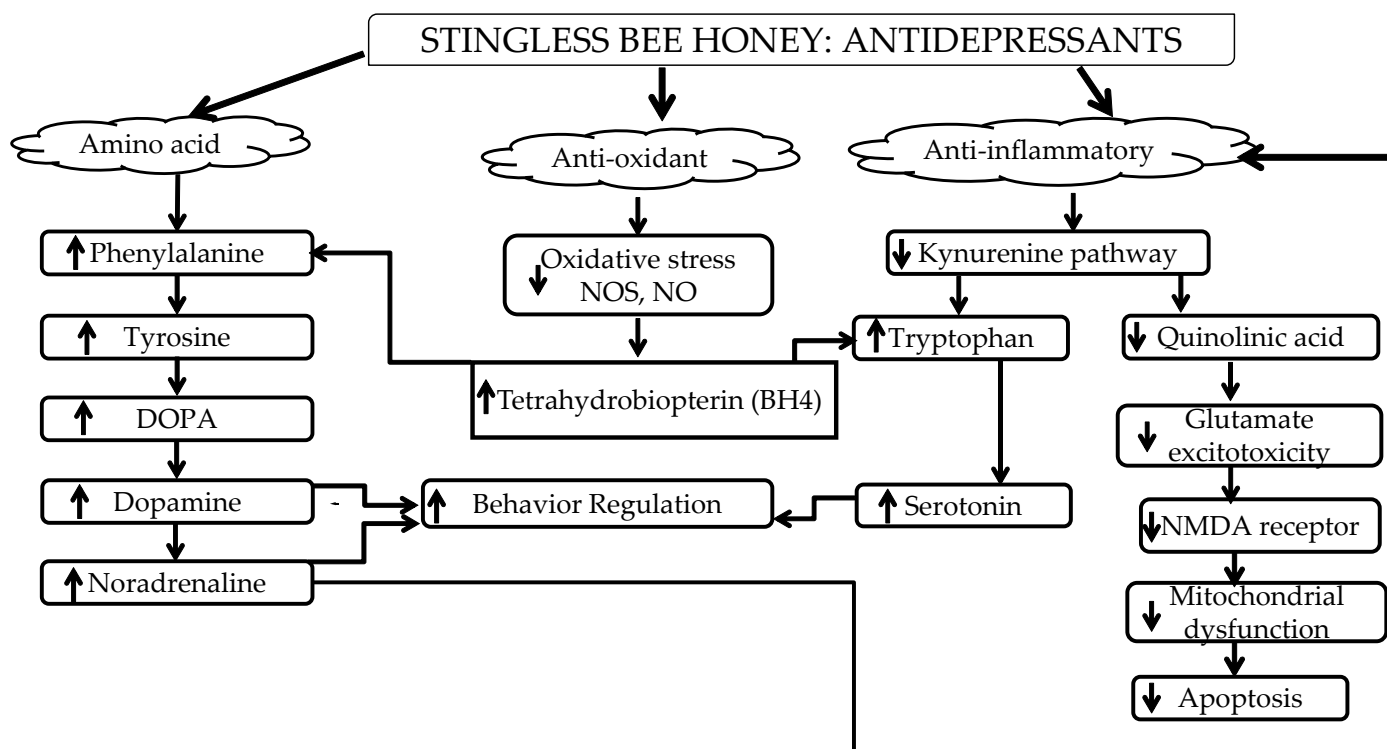 STINGLESS BEE HONEY: ANTIDEPRESSANTS
Amino acid
Anti-oxidant
Anti-inflammatory
Phenylalanine
Oxidative stress
NOS, NO
Kynurenine pathway
Tyrosine
Tryptophan
Quinolinic acid
Tetrahydrobiopterin (BH4)
DOPA
Glutamate
excitotoxicity
Dopamine
Behavior Regulation
Serotonin
NMDA receptor
Noradrenaline
Mitochondrial
dysfunction
Apoptosis